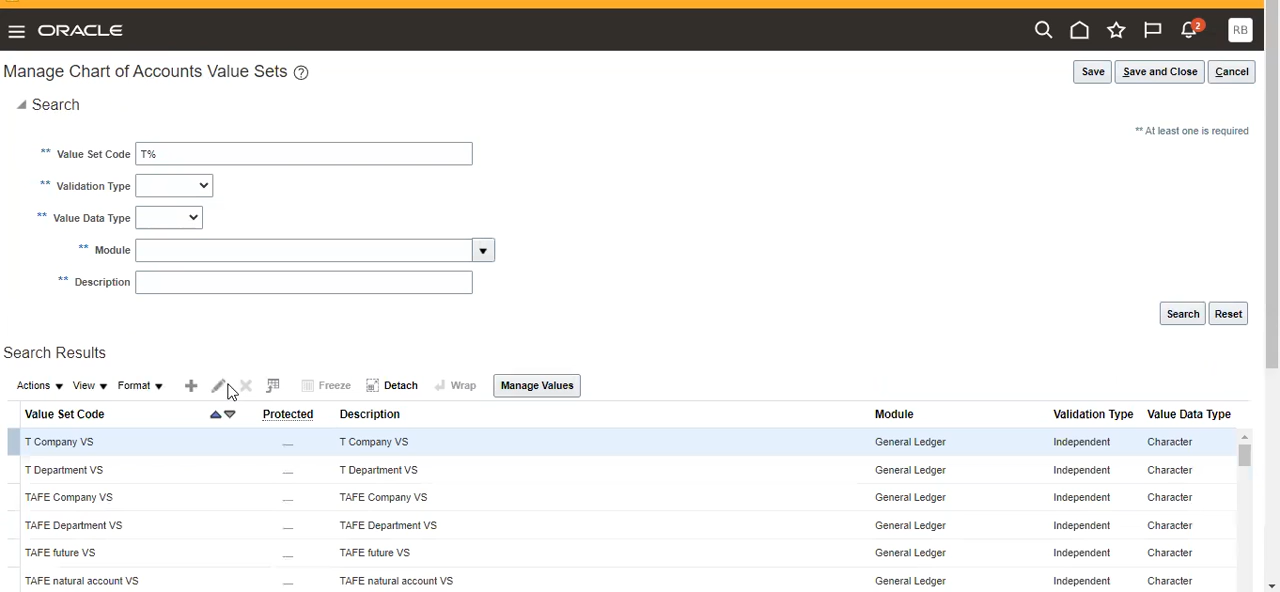 ORACLE
2
RB
Manage Chart of Accounts Value Sets ?
Save
Save and Close
Cancel
Search
** At least one is required
** Value Set Code T%
** Validation Type
** Value Data Type
** Module
** Description
Search
Reset
Search Results
Actions View Format Freeze Detach Wrap Manage Values
Value Set Code Protected Description Module Validation Type Value Data Type
T Company VS — T Company VS General Ledger Independent Character
T Department VS — T Department VS General Ledger Independent Character
TAFE Company VS — TAFE Company VS General Ledger Independent Character
TAFE Department VS — TAFE Department VS General Ledger Independent Character
TAFE future VS — TAFE future VS General Ledger Independent Character
TAFE natural account VS — TAFE natural account VS General Ledger Independent Character